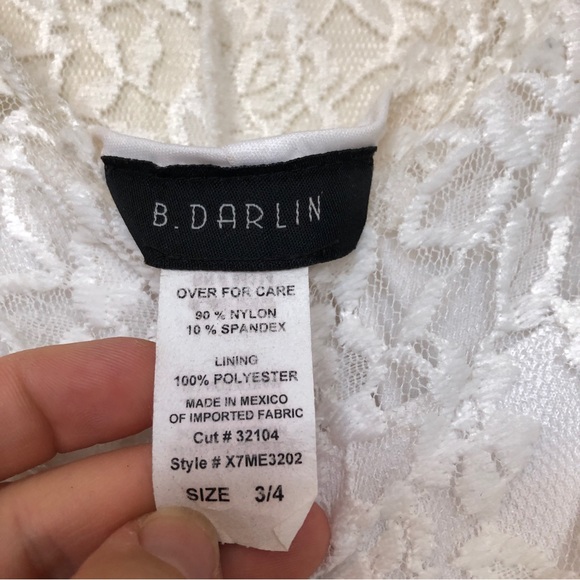 B. DARLIN
OVER FOR CARE
90 % NYLON
10 % SPANDEX
LINING
100% POLYESTER
MADE IN MEXICO
OF IMPORTED FABRIC
Cut # 32104
Style # X7ME3202
SIZE 3/4